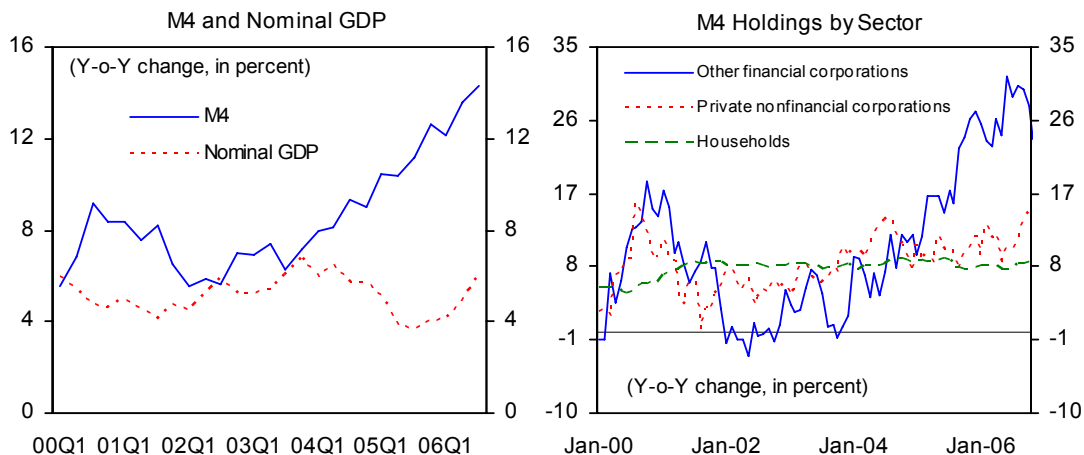 M4 and Nominal GDP
16
16
(Y-o-Y change, in percent)
M4
Nominal GDP
12
12
8
8
4
4
0
0
00Q1 01Q1 02Q1 03Q1 04Q1 05Q1 06Q1
M4 Holdings by Sector
35
35
Other financial corporations
Private nonfinancial corporations
Households
26
26
17
17
8
8
-1
-1
(Y-o-Y change, in percent)
-10
-10
Jan-00 Jan-02 Jan-04 Jan-06